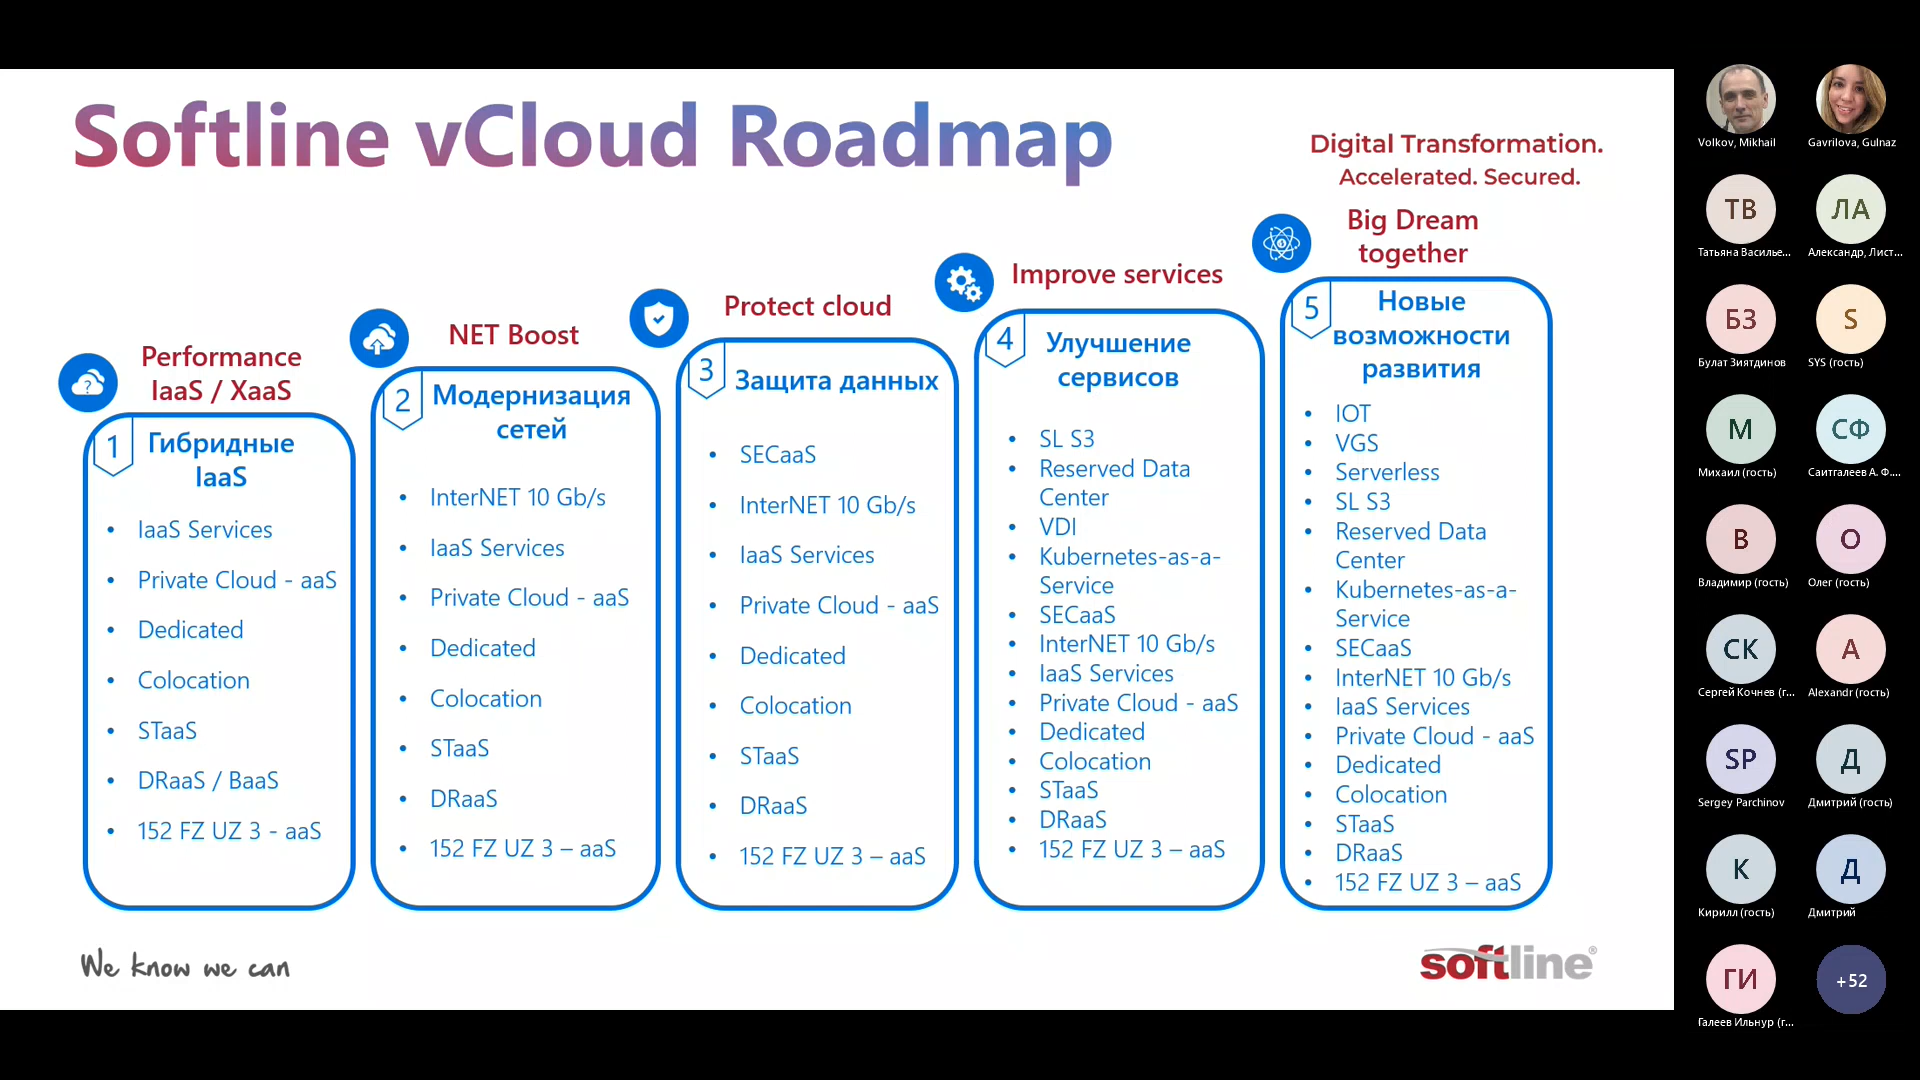 Softline vCloud Roadmap
Digital Transformation.
Accelerated. Secured.
Performance
IaaS / XaaS
1
Гибридные
IaaS
• IaaS Services
• Private Cloud - aaS
• Dedicated
• Colocation
• STaaS
• DRaaS / BaaS
• 152 FZ UZ 3 - aaS
NET Boost
2
Модернизация
сетей
• InterNET 10 Gb/s
• IaaS Services
• Private Cloud - aaS
• Dedicated
• Colocation
• STaaS
• DRaaS
• 152 FZ UZ 3 – aaS
Protect cloud
3
Защита данных
• SECaaS
• InterNET 10 Gb/s
• IaaS Services
• Private Cloud - aaS
• Dedicated
• Colocation
• STaaS
• DRaaS
• 152 FZ UZ 3 – aaS
Improve services
4
Улучшение
сервисов
• SL S3
• Reserved Data
Center
• VDI
• Kubernetes-as-a-
Service
• SECaaS
• InterNET 10 Gb/s
• IaaS Services
• Private Cloud - aaS
• Dedicated
• Colocation
• STaaS
• DRaaS
• 152 FZ UZ 3 – aaS
Big Dream
together
5
Новые
возможности
развития
• IOT
• VGS
• Serverless
• SL S3
• Reserved Data
Center
• Kubernetes-as-a-
Service
• SECaaS
• InterNET 10 Gb/s
• IaaS Services
• Private Cloud - aaS
• Dedicated
• Colocation
• STaaS
• DRaaS
• 152 FZ UZ 3 – aaS
We know we can
softline®
Volkov, Mikhail
Gavrilova, Gulnaz
ТВ
Татьяна Василье...
ЛА
Александр, Лист...
БЗ
Булат Зиятдинов
S
SYS (гость)
М
Михаил (гость)
СФ
Саитгалеев А. Ф....
В
Владимир (гость)
О
Олег (гость)
СК
Сергей Кочнев (г...
A
Alexandr (гость)
SP
Sergey Parchinov
Д
Дмитрий (гость)
К
Кирилл (гость)
Д
Дмитрий
ГИ
Галеев Ильнур (г...
+52